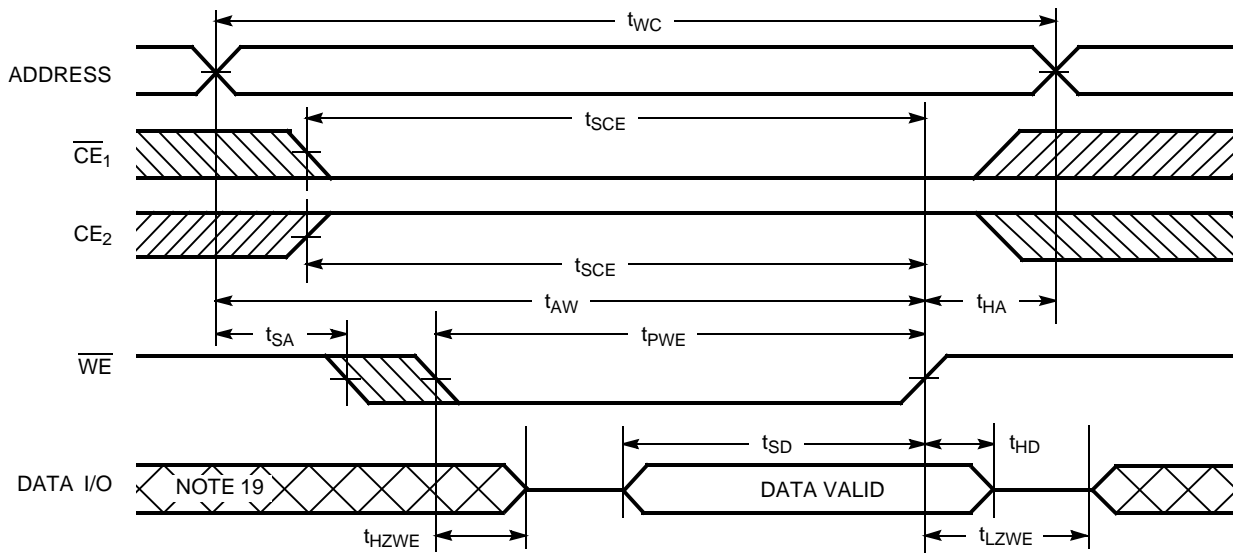 tWC
ADDRESS
tSCE
CE1
CE2
tSCE
tAW
tHA
tSA
tPWE
WE
tSD
tHD
DATA I/O
NOTE 19
DATA VALID
tHZWE
tLZWE